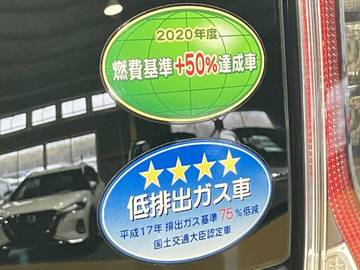 2020年度
燃費基準+50%達成車
低排出ガス車
平成17年 排出ガス基準 75%低減
国土交通大臣認定車